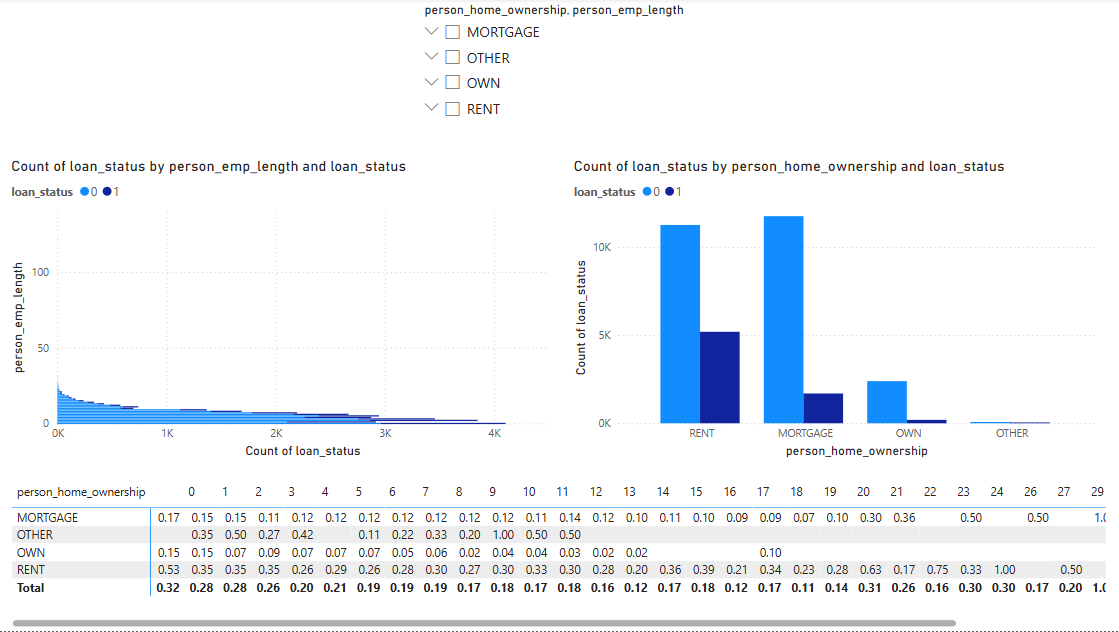 person_home_ownership, person_emp_length
MORTGAGE
OTHER
OWN
RENT
Count of loan_status by person_emp_length and loan_status
loan_status 0 1
person_emp_length
100
50
0
0K 1K 2K 3K 4K
Count of loan_status
Count of loan_status by person_home_ownership and loan_status
loan_status 0 1
Count of loan_status
10K
5K
0K
RENT MORTGAGE OWN OTHER
person_home_ownership
person_home_ownership 0 1 2 3 4 5 6 7 8 9 10 11 12 13 14 15 16 17 18 19 20 21 22 23 24 26 27 29
MORTGAGE 0.17 0.15 0.15 0.11 0.12 0.12 0.12 0.12 0.12 0.12 0.12 0.11 0.14 0.12 0.10 0.11 0.10 0.09 0.09 0.07 0.10 0.30 0.36 0.50 0.50 1.0
OTHER 0.35 0.50 0.27 0.42 0.11 0.22 0.33 0.20 1.00 0.50 0.50
OWN 0.15 0.15 0.07 0.09 0.07 0.07 0.07 0.05 0.06 0.02 0.04 0.04 0.03 0.02 0.02 0.10
RENT 0.53 0.35 0.35 0.35 0.26 0.29 0.26 0.28 0.30 0.27 0.30 0.33 0.30 0.28 0.20 0.36 0.39 0.21 0.34 0.23 0.28 0.63 0.17 0.75 0.33 1.00 0.50
Total 0.32 0.28 0.28 0.26 0.20 0.21 0.19 0.19 0.19 0.17 0.18 0.17 0.18 0.16 0.12 0.17 0.18 0.12 0.17 0.11 0.14 0.31 0.26 0.16 0.30 0.30 0.17 0.20 1.0